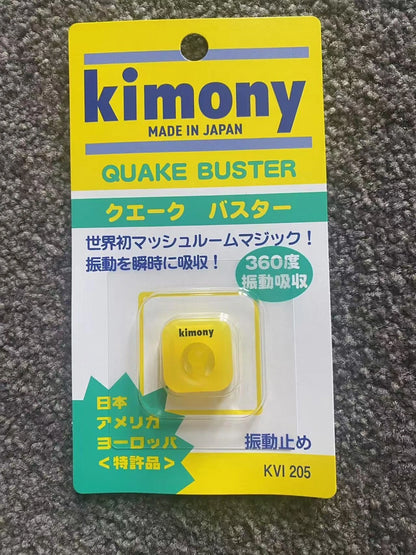 kimony
MADE IN JAPAN
QUAKE BUSTER
クエーク バスター
世界初マッシュルームマジック!
振動を瞬時に吸収!
360度
振動吸収
kimony
日本
アメリカ
ヨーロッパ
<特許品>
振動止め
KVI 205